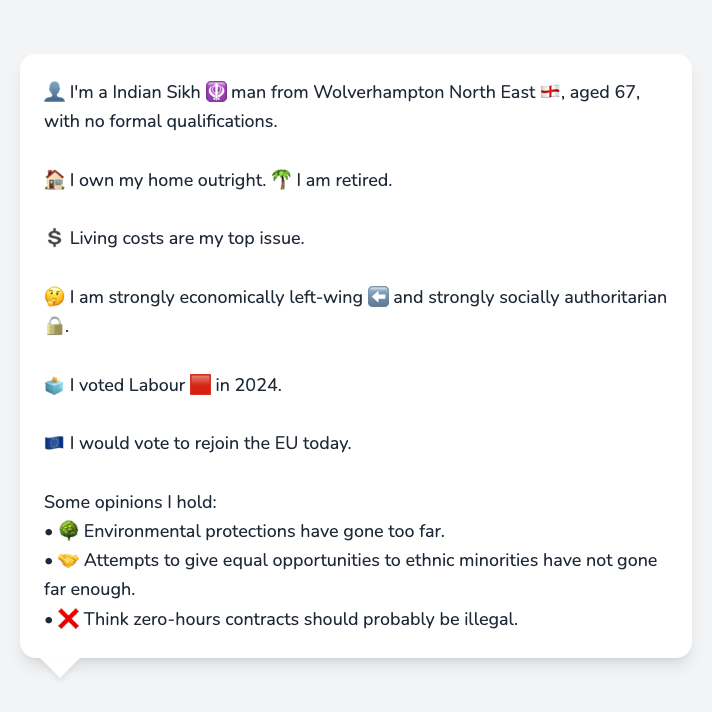 👤 I'm a Indian Sikh 🪯 man from Wolverhampton North East 🏴󠁧󠁢󠁥󠁮󠁧󠁿, aged 67,
with no formal qualifications.
🏠 I own my home outright. 🌴 I am retired.
💲 Living costs are my top issue.
🤔 I am strongly economically left-wing ⬅️ and strongly socially authoritarian
🔒.
🗳️ I voted Labour 🟥 in 2024.
🇪🇺 I would vote to rejoin the EU today.
Some opinions I hold:
• 🌳 Environmental protections have gone too far.
• 🤝 Attempts to give equal opportunities to ethnic minorities have not gone
far enough.
• ❌ Think zero-hours contracts should probably be illegal.